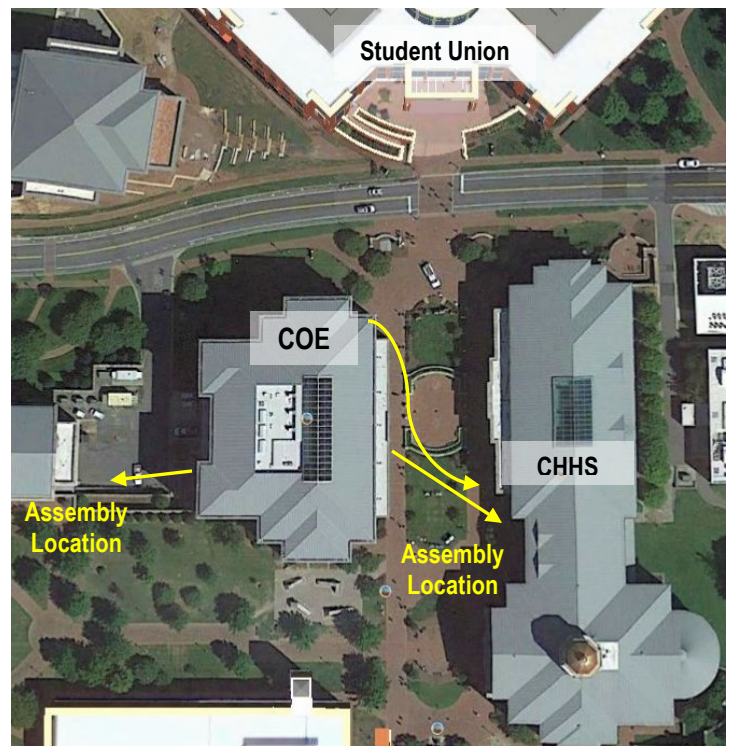 Student Union
COE
CHHS
Assembly
Location
Assembly
Location